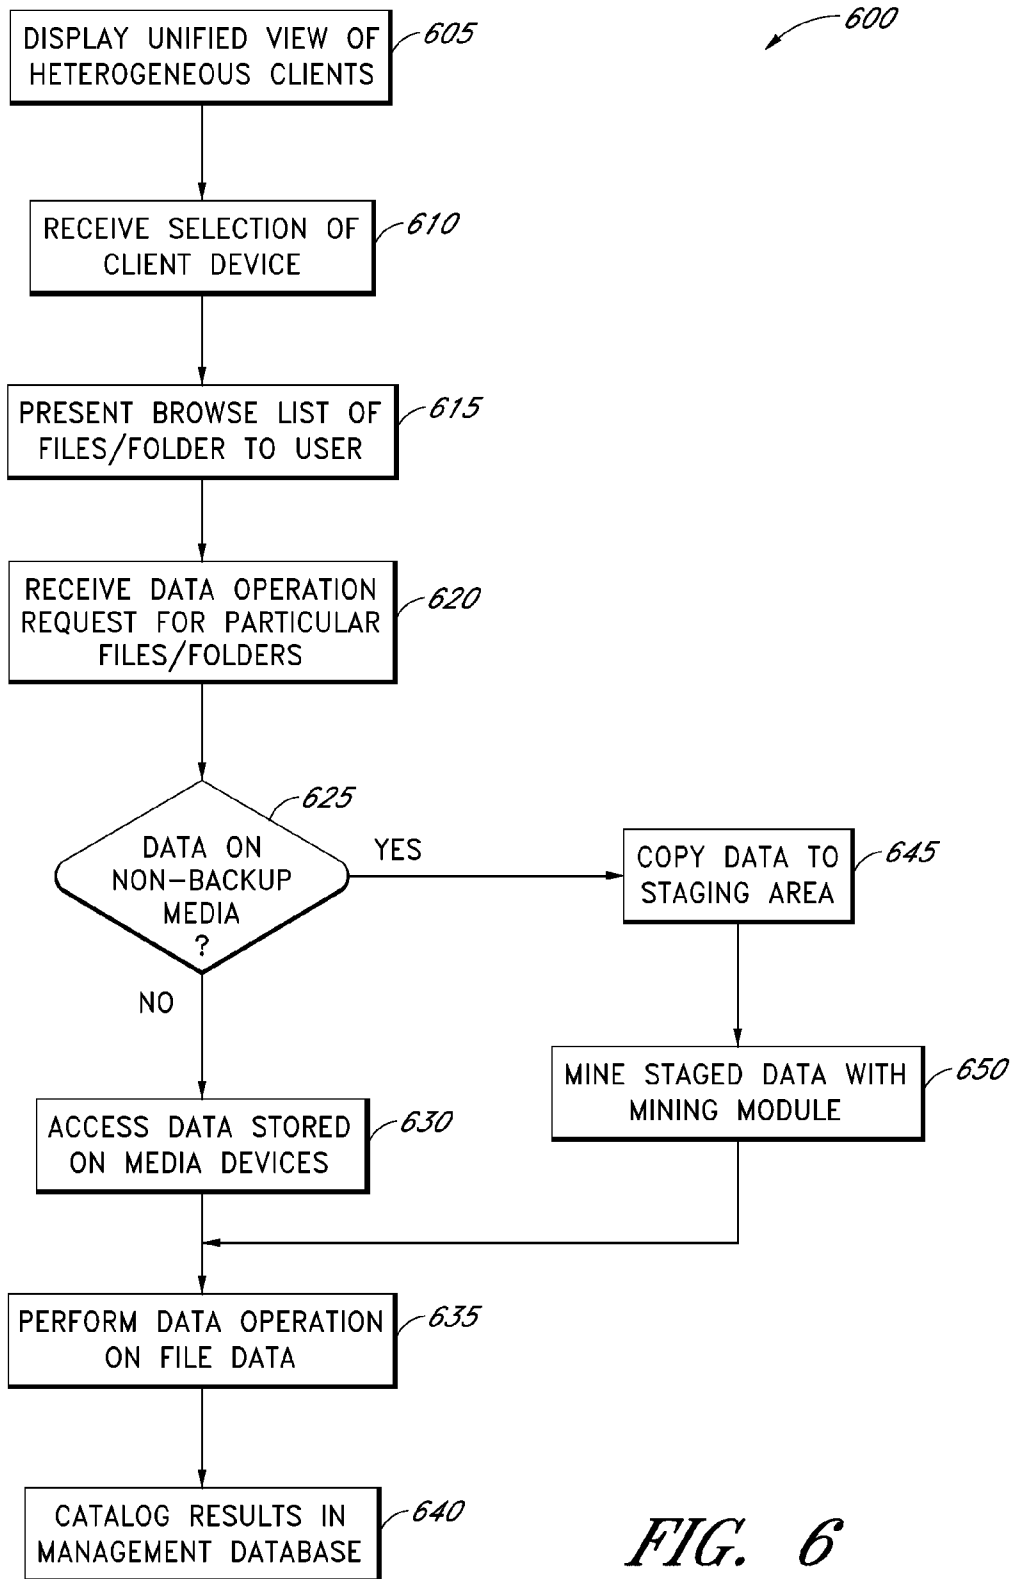 600
DISPLAY UNIFIED VIEW OF
HETEROGENEOUS CLIENTS
605
RECEIVE SELECTION OF
CLIENT DEVICE
610
PRESENT BROWSE LIST OF
FILES/FOLDER TO USER
615
RECEIVE DATA OPERATION
REQUEST FOR PARTICULAR
FILES/FOLDERS
620
DATA ON
NON-BACKUP
MEDIA
?
625
YES
NO
COPY DATA TO
STAGING AREA
645
MINE STAGED DATA WITH
MINING MODULE
650
ACCESS DATA STORED
ON MEDIA DEVICES
630
PERFORM DATA OPERATION
ON FILE DATA
635
CATALOG RESULTS IN
MANAGEMENT DATABASE
640
FIG. 6